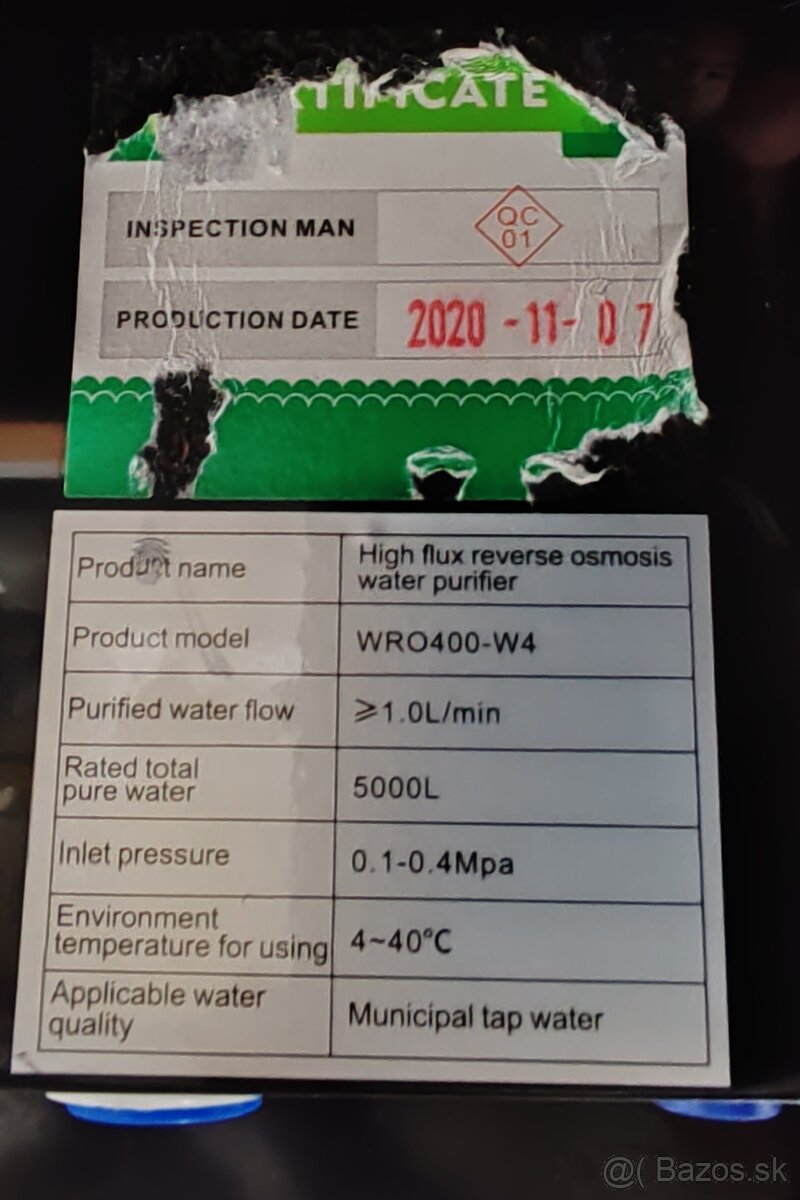 TIFICATE
INSPECTION MAN
QC
01
PRODUCTION DATE
2020 -11- 07
Product name
High flux reverse osmosis
water purifier
Product model
WRO400-W4
Purified water flow
≥1.0L/min
Rated total
pure water
5000L
Inlet pressure
0.1-0.4Mpa
Environment
temperature for using
4~40°C
Applicable water
quality
Municipal tap water
@( Bazos.sk